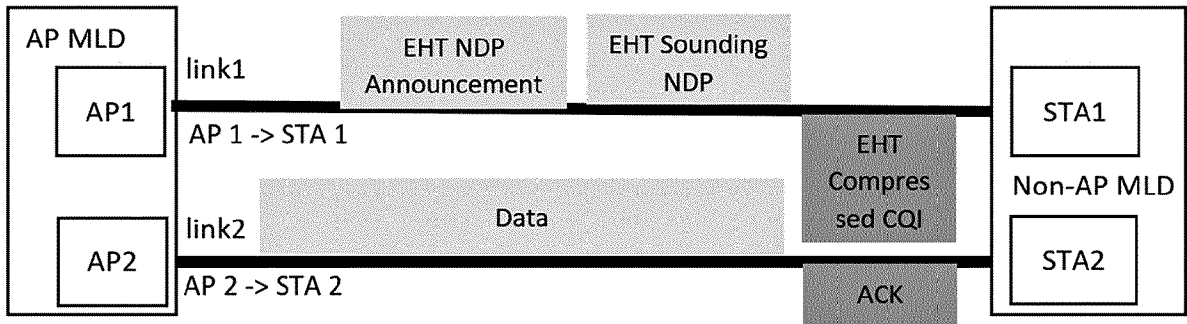 AP MLD
link1
AP1
AP 1 -> STA 1
EHT NDP
Announcement
EHT Sounding
NDP
STA1
EHT
Compres
sed CQI
Non-AP MLD
link2
AP2
AP 2 -> STA 2
Data
STA2
ACK